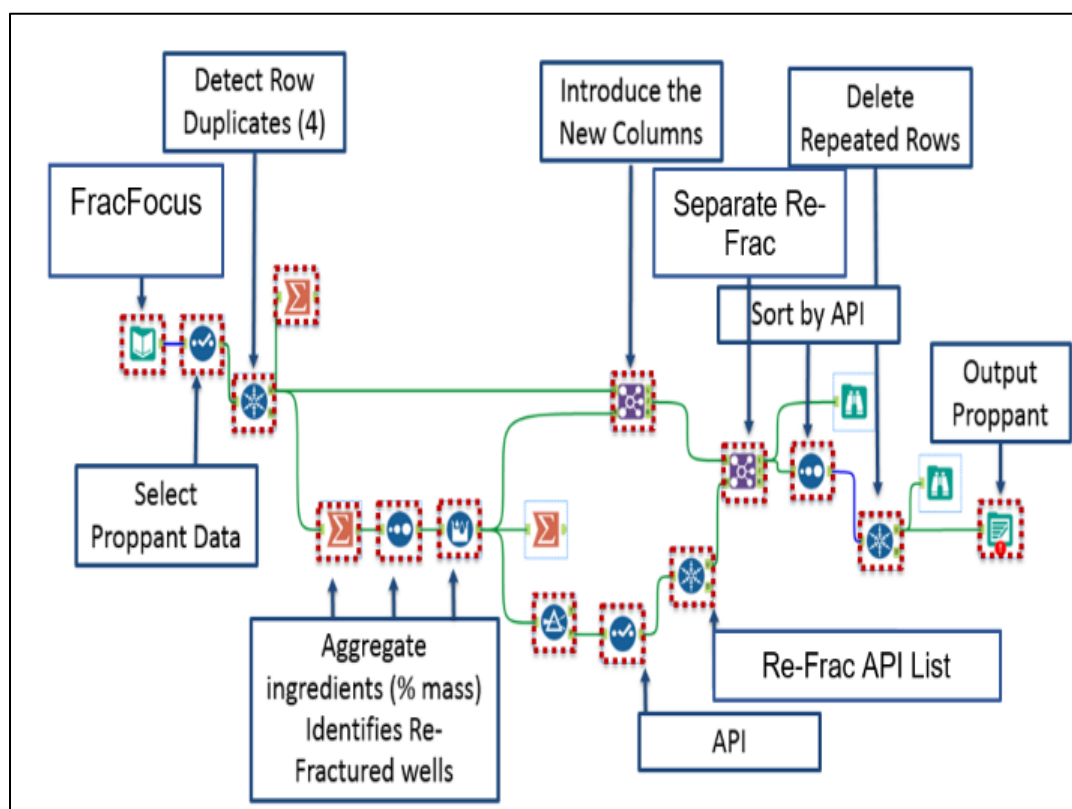 Detect Row
Duplicates (4)
Introduce the
New Columns
Delete
Repeated Rows
FracFocus
Separate Re-
Frac
Sort by API
Output
Proppant
Select
Proppant Data
Aggregate
ingredients (% mass)
Identifies Re-
Fractured wells
Re-Frac API List
API